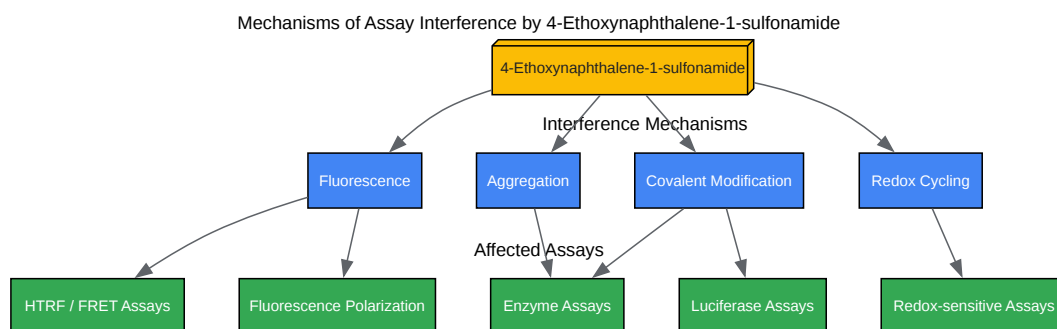 Mechanisms of Assay Interference by 4-Ethoxynaphthalene-1-sulfonamide
4-Ethoxynaphthalene-1-sulfonamide
Interference Mechanisms
Fluorescence
Aggregation
Covalent Modification
Redox Cycling
Affected Assays
HTRF / FRET Assays
Fluorescence Polarization
Enzyme Assays
Luciferase Assays
Redox-sensitive Assays